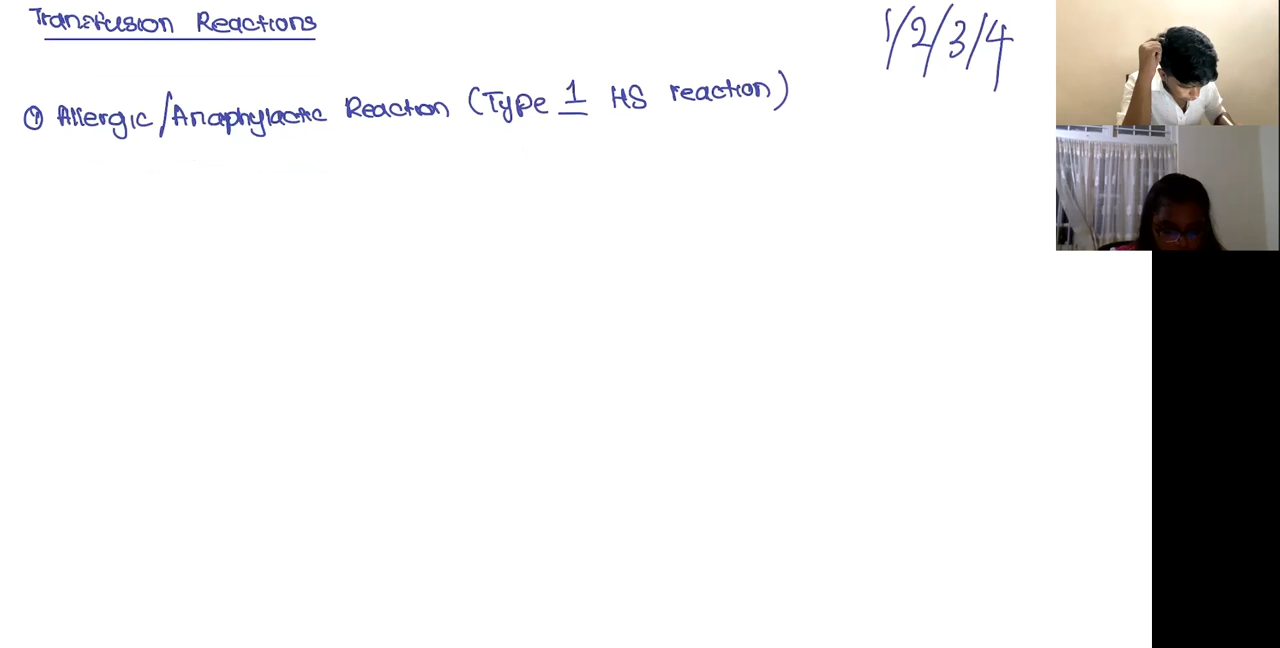 Transfusion Reactions
1/2/3/4
① Allergic/Anaphylactic Reaction (Type 1 HS reaction)